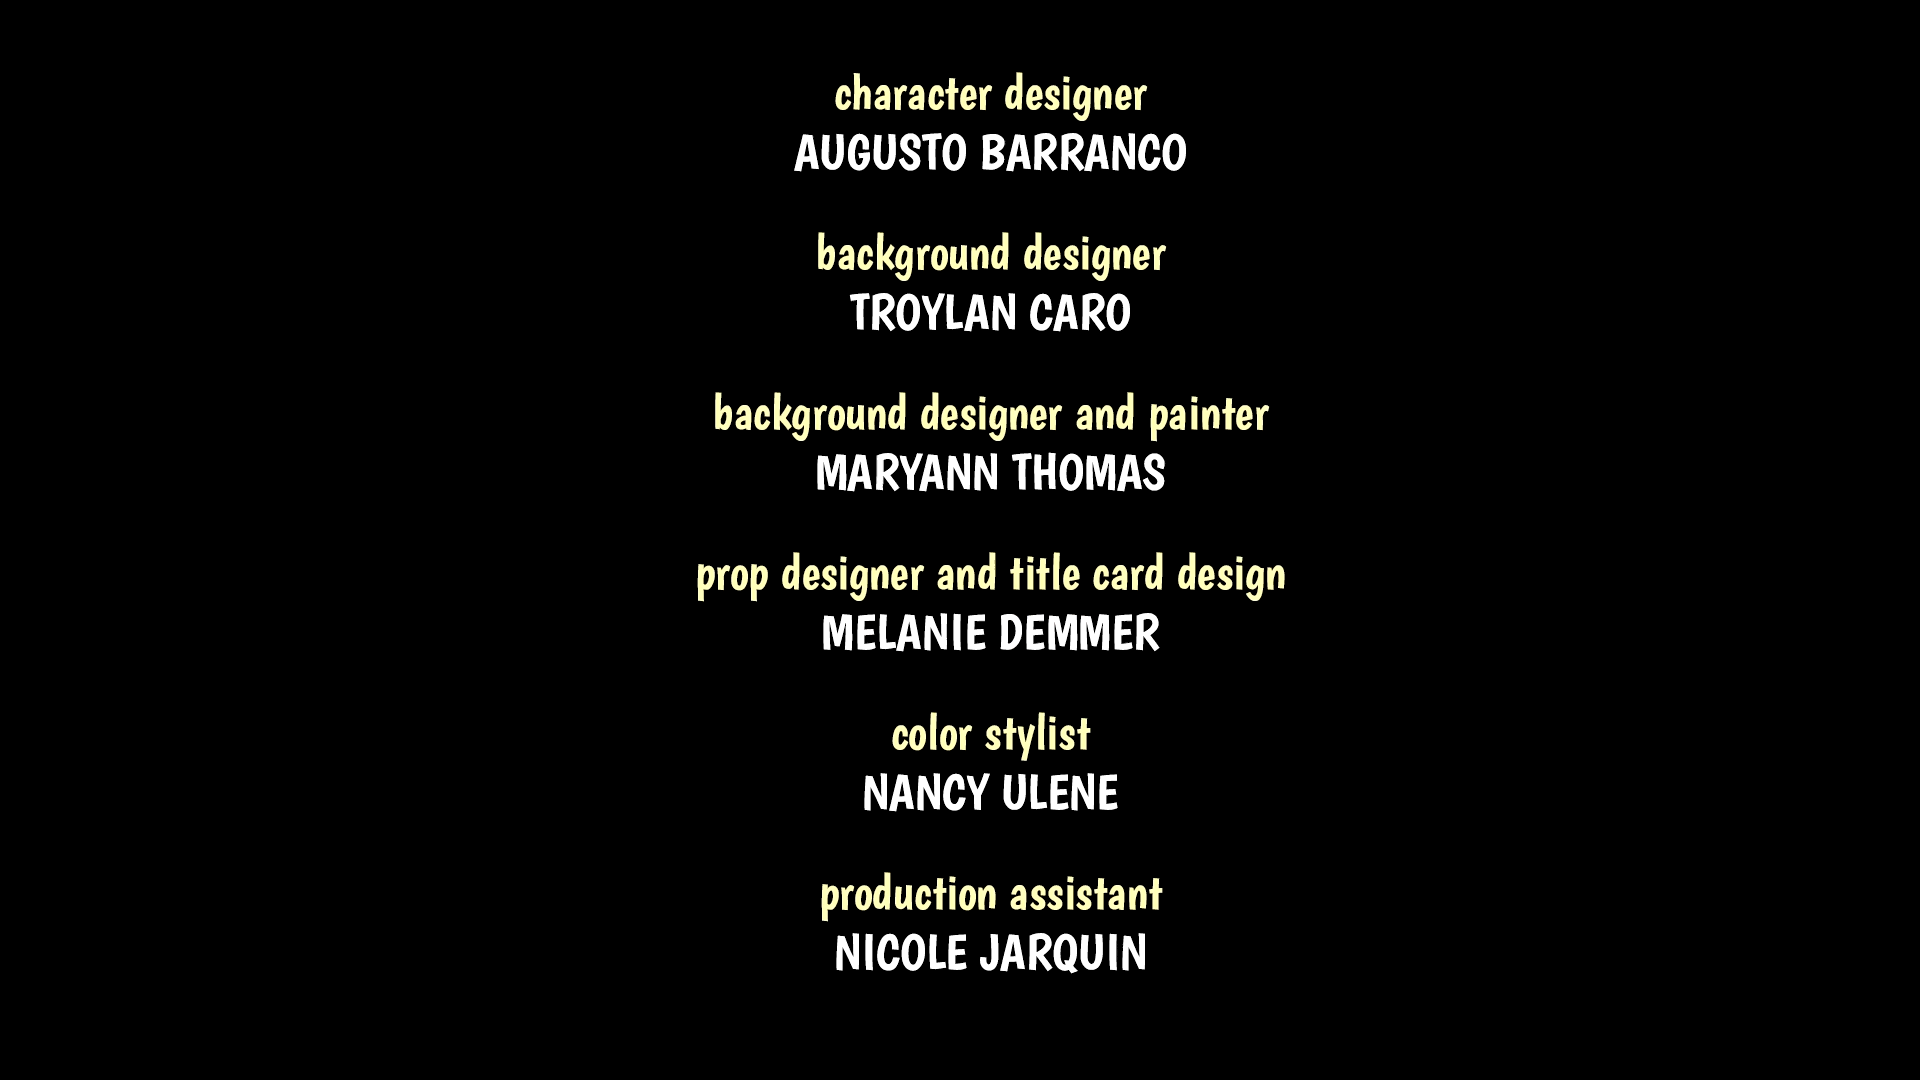 character designer
AUGUSTO BARRANCO
background designer
TROYLAN CARO
background designer and painter
MARYANN THOMAS
prop designer and title card design
MELANIE DEMMER
color stylist
NANCY ULENE
production assistant
NICOLE JARQUIN